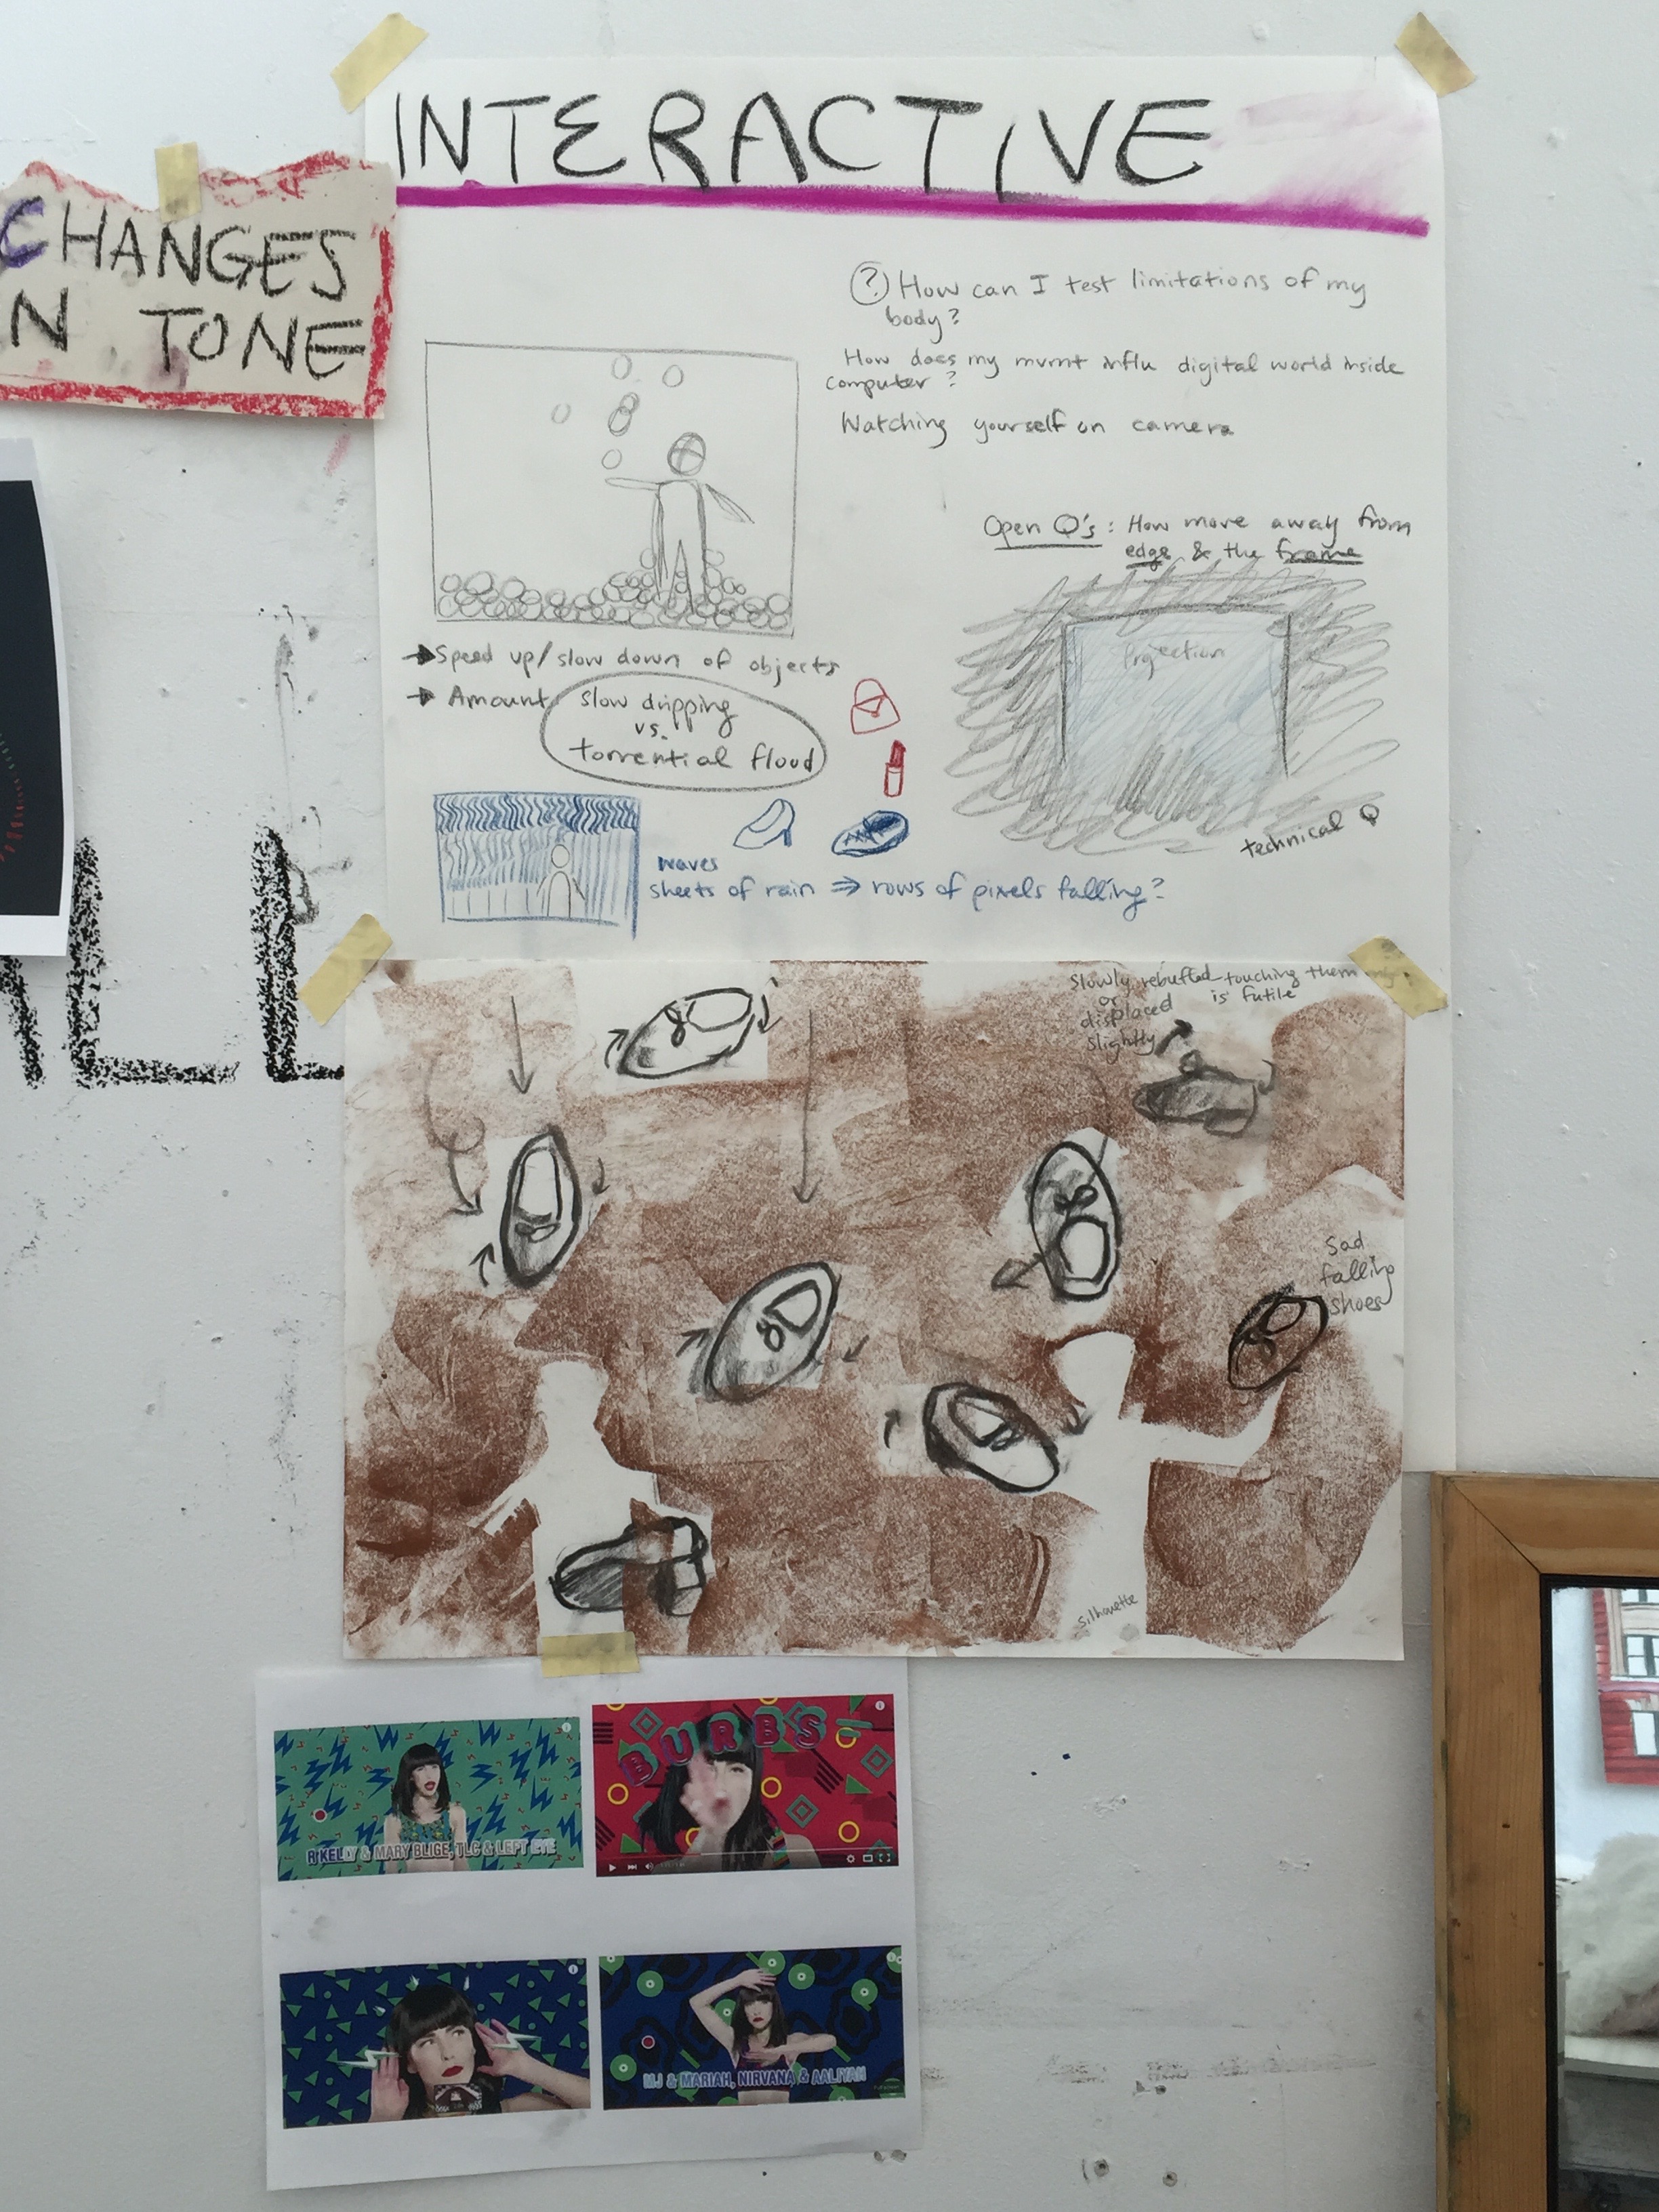 INTERACTIVE
CHANGES
N TONE
? How can I test limitations of my
body?
How does my mvmnt influ digital world inside
computer?
Watching yourself on camera
Open Q's: How move away from
edge & the frame
Projection
technical Q
→ Speed up/slow down of objects
→ Amount
slow dripping
vs.
torrential flood
waves
sheets of rain ⇒ rows of pixels falling?
Slowly rebuffed touching them
or is futile
displaced
slightly
Sad
falling
shoes
silhouette
R KELLY & MARY BLIGE, TLC & LEFT EYE
BURBS
MJ & MARIAH, NIRVANA & AALIYAH